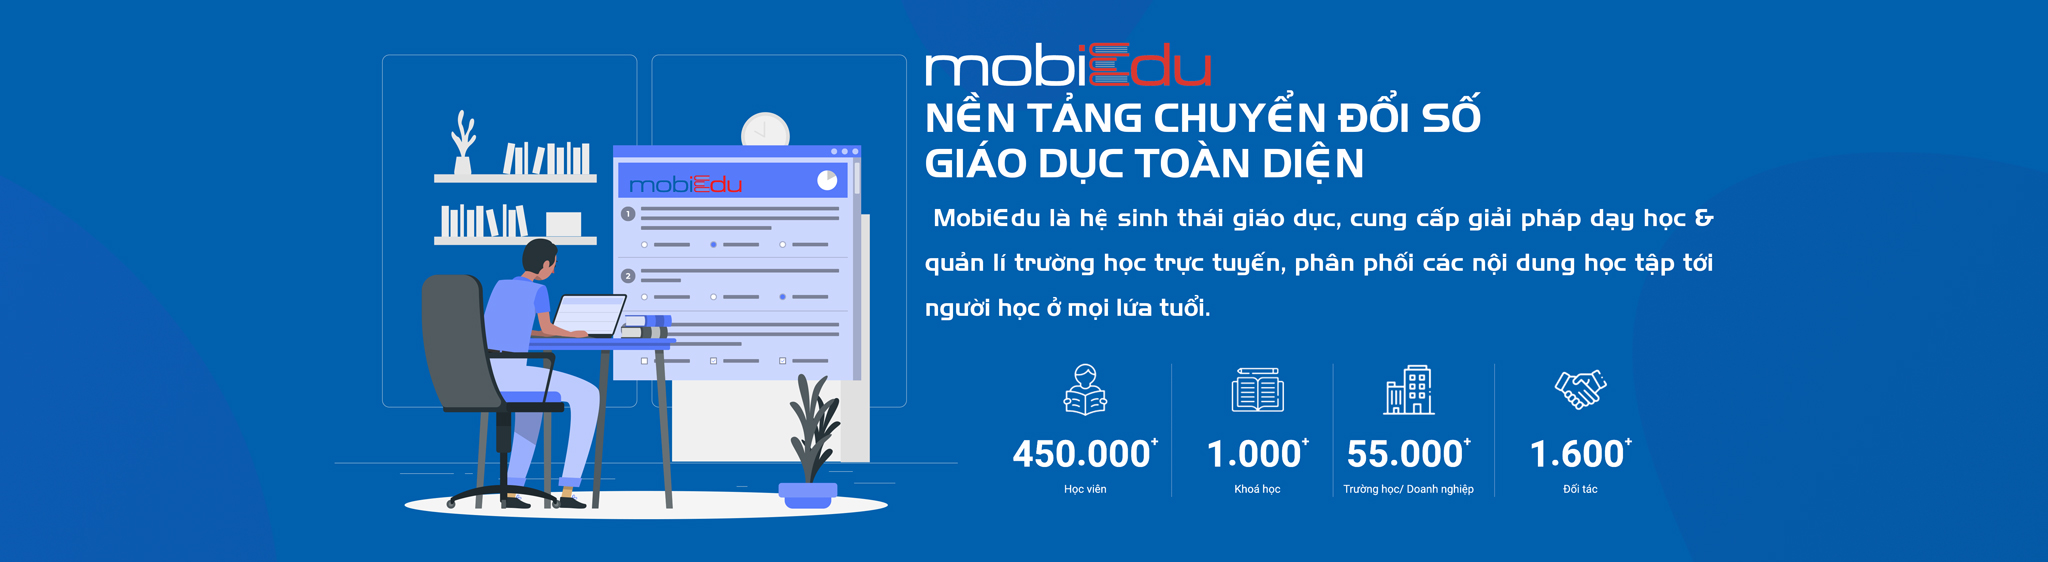 mobiEdu
NỀN TẢNG CHUYỂN ĐỔI SỐ
GIÁO DỤC TOÀN DIỆN
MobiEdu là hệ sinh thái giáo dục, cung cấp giải pháp dạy học &
quản lí trường học trực tuyến, phân phối các nội dung học tập tới
người học ở mọi lứa tuổi.
450.000+
Học viên
1.000+
Khoá học
55.000+
Trường học/ Doanh nghiệp
1.600+
Đối tác
mobiEdu
1
2